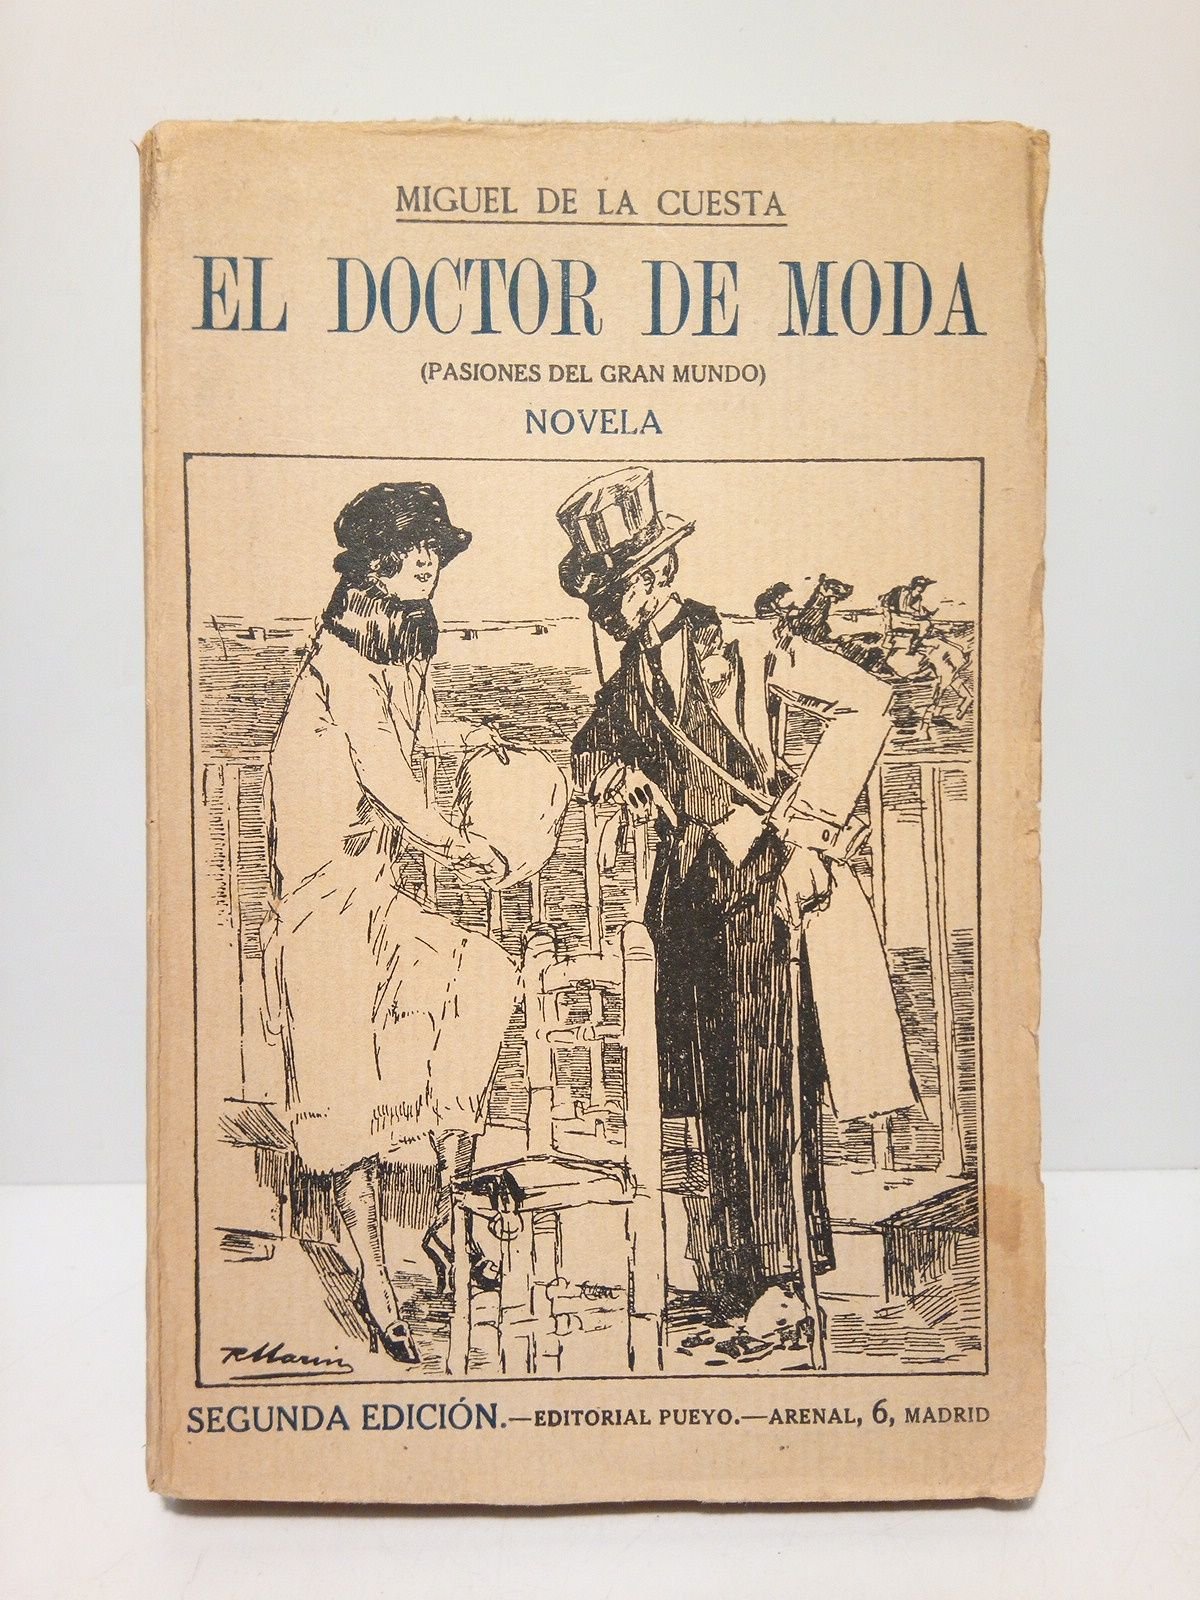 MIGUEL DE LA CUESTA
EL DOCTOR DE MODA
(PASIONES DEL GRAN MUNDO)
NOVELA
R Marin
SEGUNDA EDICIÓN.—EDITORIAL PUEYO.—ARENAL, 6, MADRID